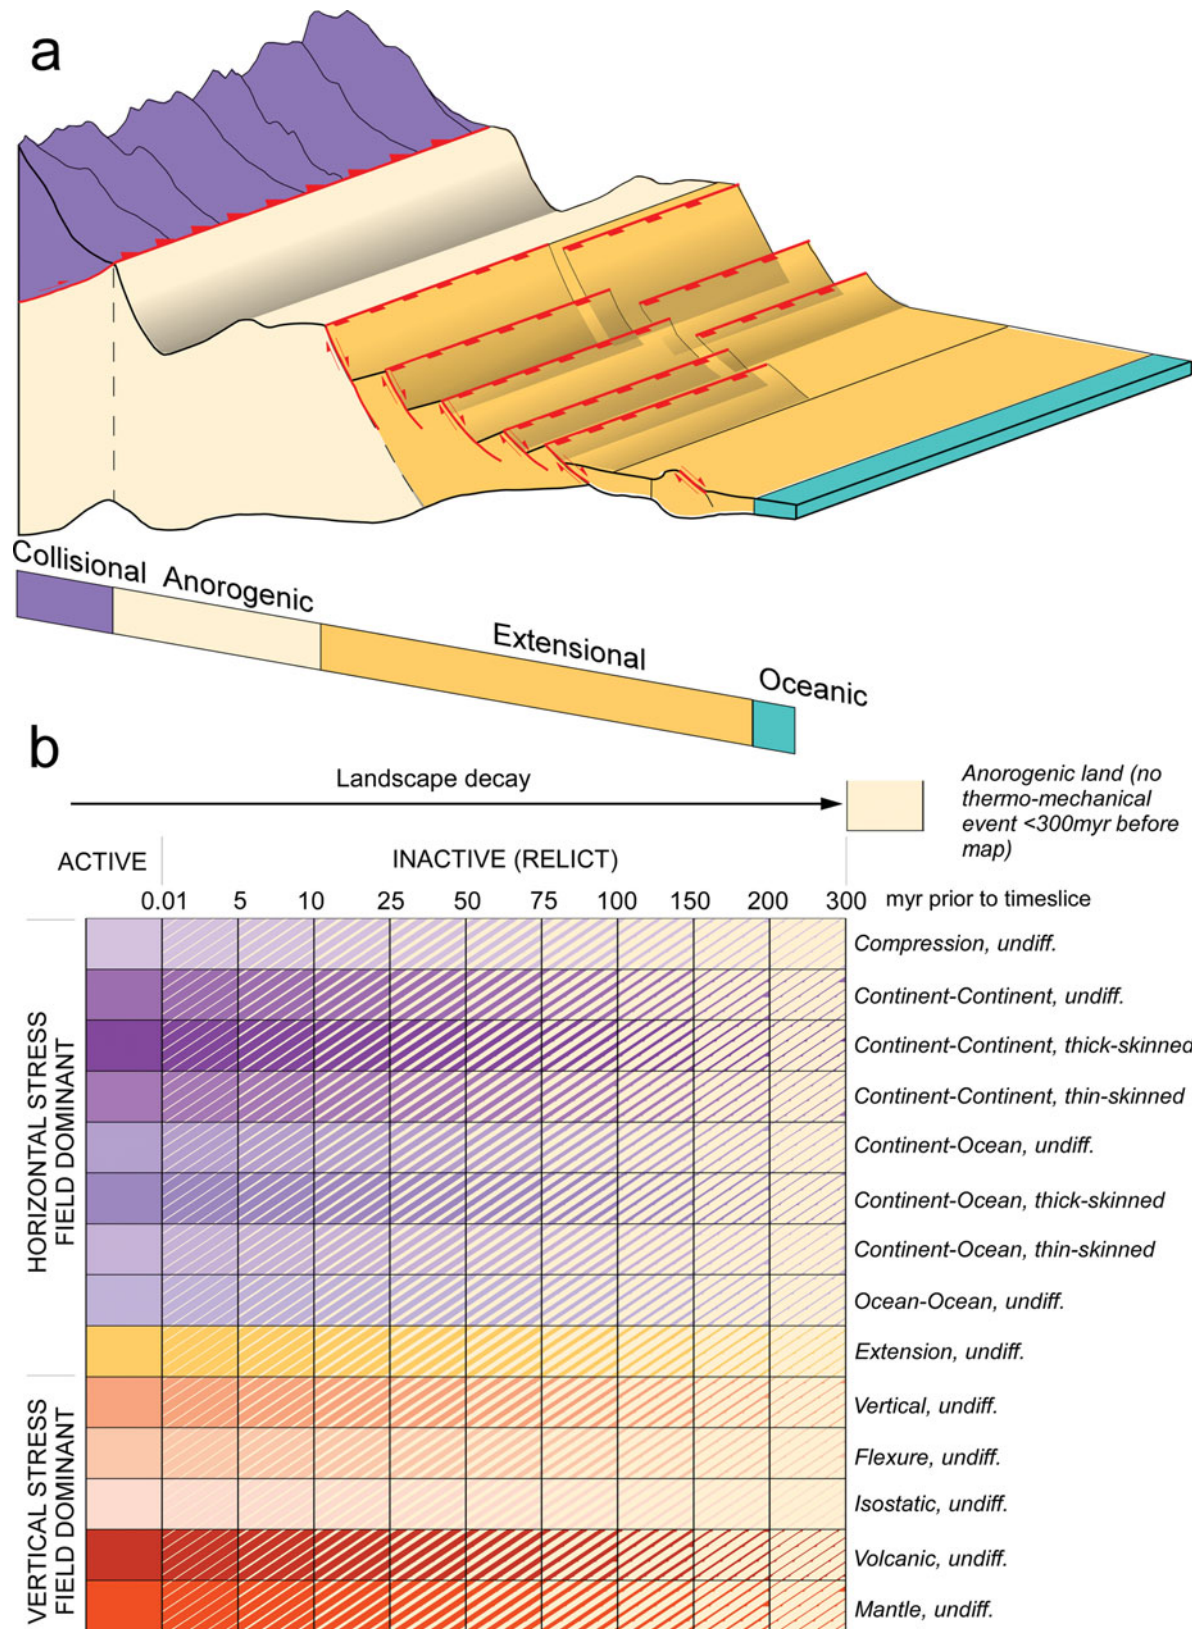 a
Collisional
Anorogenic
Extensional
Oceanic
b
Landscape decay
Anorogenic land (no
thermo-mechanical
event <300myr before
map)
ACTIVE
INACTIVE (RELICT)
0.01 5 10 25 50 75 100 150 200 300 myr prior to timeslice
HORIZONTAL STRESS
FIELD DOMINANT
Compression, undiff.
Continent-Continent, undiff.
Continent-Continent, thick-skinned
Continent-Continent, thin-skinned
Continent-Ocean, undiff.
Continent-Ocean, thick-skinned
Continent-Ocean, thin-skinned
Ocean-Ocean, undiff.
Extension, undiff.
VERTICAL STRESS
FIELD DOMINANT
Vertical, undiff.
Flexure, undiff.
Isostatic, undiff.
Volcanic, undiff.
Mantle, undiff.